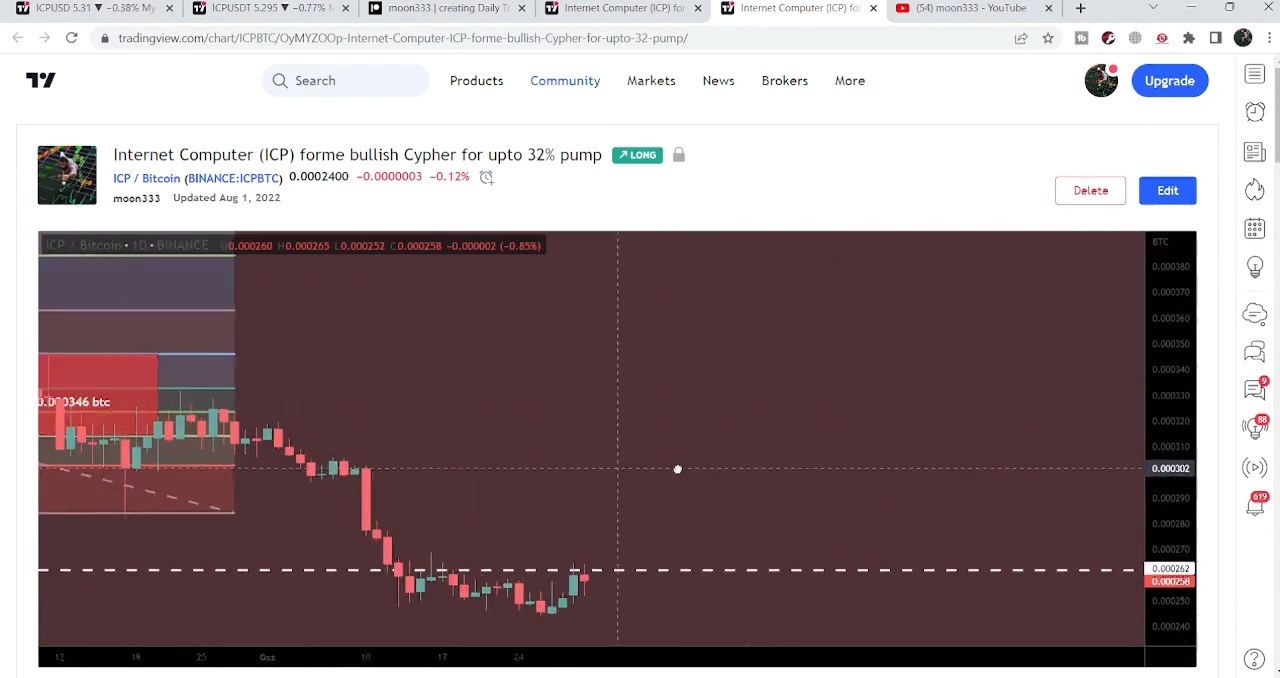 ICPUSD 5.31 ▼ −0.38% My
ICPUSDT 5.295 ▼ −0.77% M
moon333 | creating Daily Tr
Internet Computer (ICP) for
Internet Computer (ICP) for
(54) moon333 - YouTube
tradingview.com/chart/ICPBTC/OyMYZOOp-Internet-Computer-ICP-forme-bullish-Cypher-for-upto-32-pump/
Search
Products
Community
Markets
News
Brokers
More
Upgrade
Internet Computer (ICP) forme bullish Cypher for upto 32% pump
LONG
ICP / Bitcoin (BINANCE:ICPBTC) 0.0002400 −0.0000003 −0.12%
moon333 Updated Aug 1, 2022
Delete
Edit
ICP / Bitcoin • 1D • BINANCE 0.000260 H0.000265 L0.000252 C0.000258 −0.000002 (−0.85%)
BTC
0.000380
0.000370
0.000360
0.000350
0.000340
0.000330
0.000320
0.000310
0.000302
0.000290
0.000280
0.000270
0.000262
0.000258
0.000250
0.000240
0.000346 btc
12
19
25
Oct
10
17
24
9
88
619